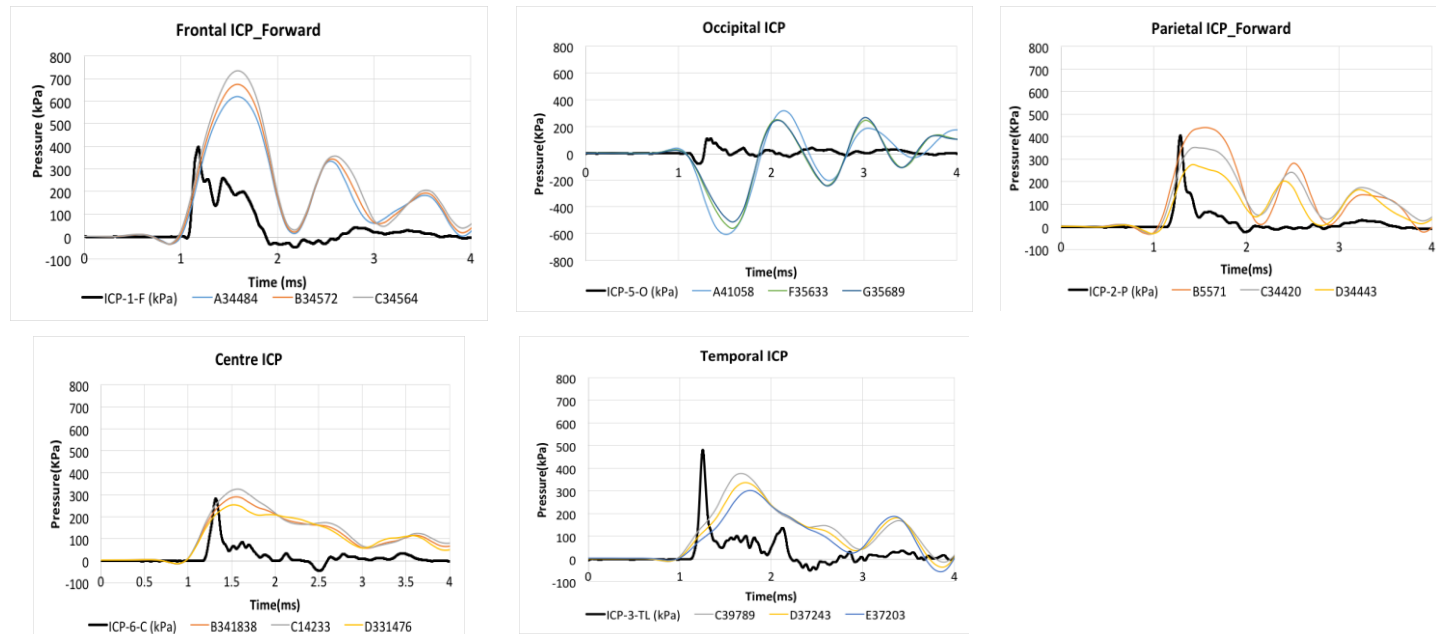 Frontal ICP_Forward
800
700
600
500
400
300
200
100
0
-100
Pressure (kPa)
0 1 2 3 4
Time (ms)
ICP-1-F (kPa) A34484 B34572 C34564
Occipital ICP
800
600
400
200
0
-200
-400
-600
-800
Pressure(KPa)
0 1 2 3 4
Time(ms)
ICP-5-O (kPa) A41058 F35633 G35689
Parietal ICP_Forward
800
700
600
500
400
300
200
100
0
-100
Pressure(KPa)
0 1 2 3 4
Time(ms)
ICP-2-P (kPa) B5571 C34420 D34443
Centre ICP
800
700
600
500
400
300
200
100
0
-100
Pressure(KPa)
0 0.5 1 1.5 2 2.5 3 3.5 4
Time(ms)
ICP-6-C (kPa) B341838 C14233 D331476
Temporal ICP
800
700
600
500
400
300
200
100
0
-100
Pressure(kPa)
0 1 2 3 4
Time(ms)
ICP-3-TL (kPa) C39789 D37243 E37203